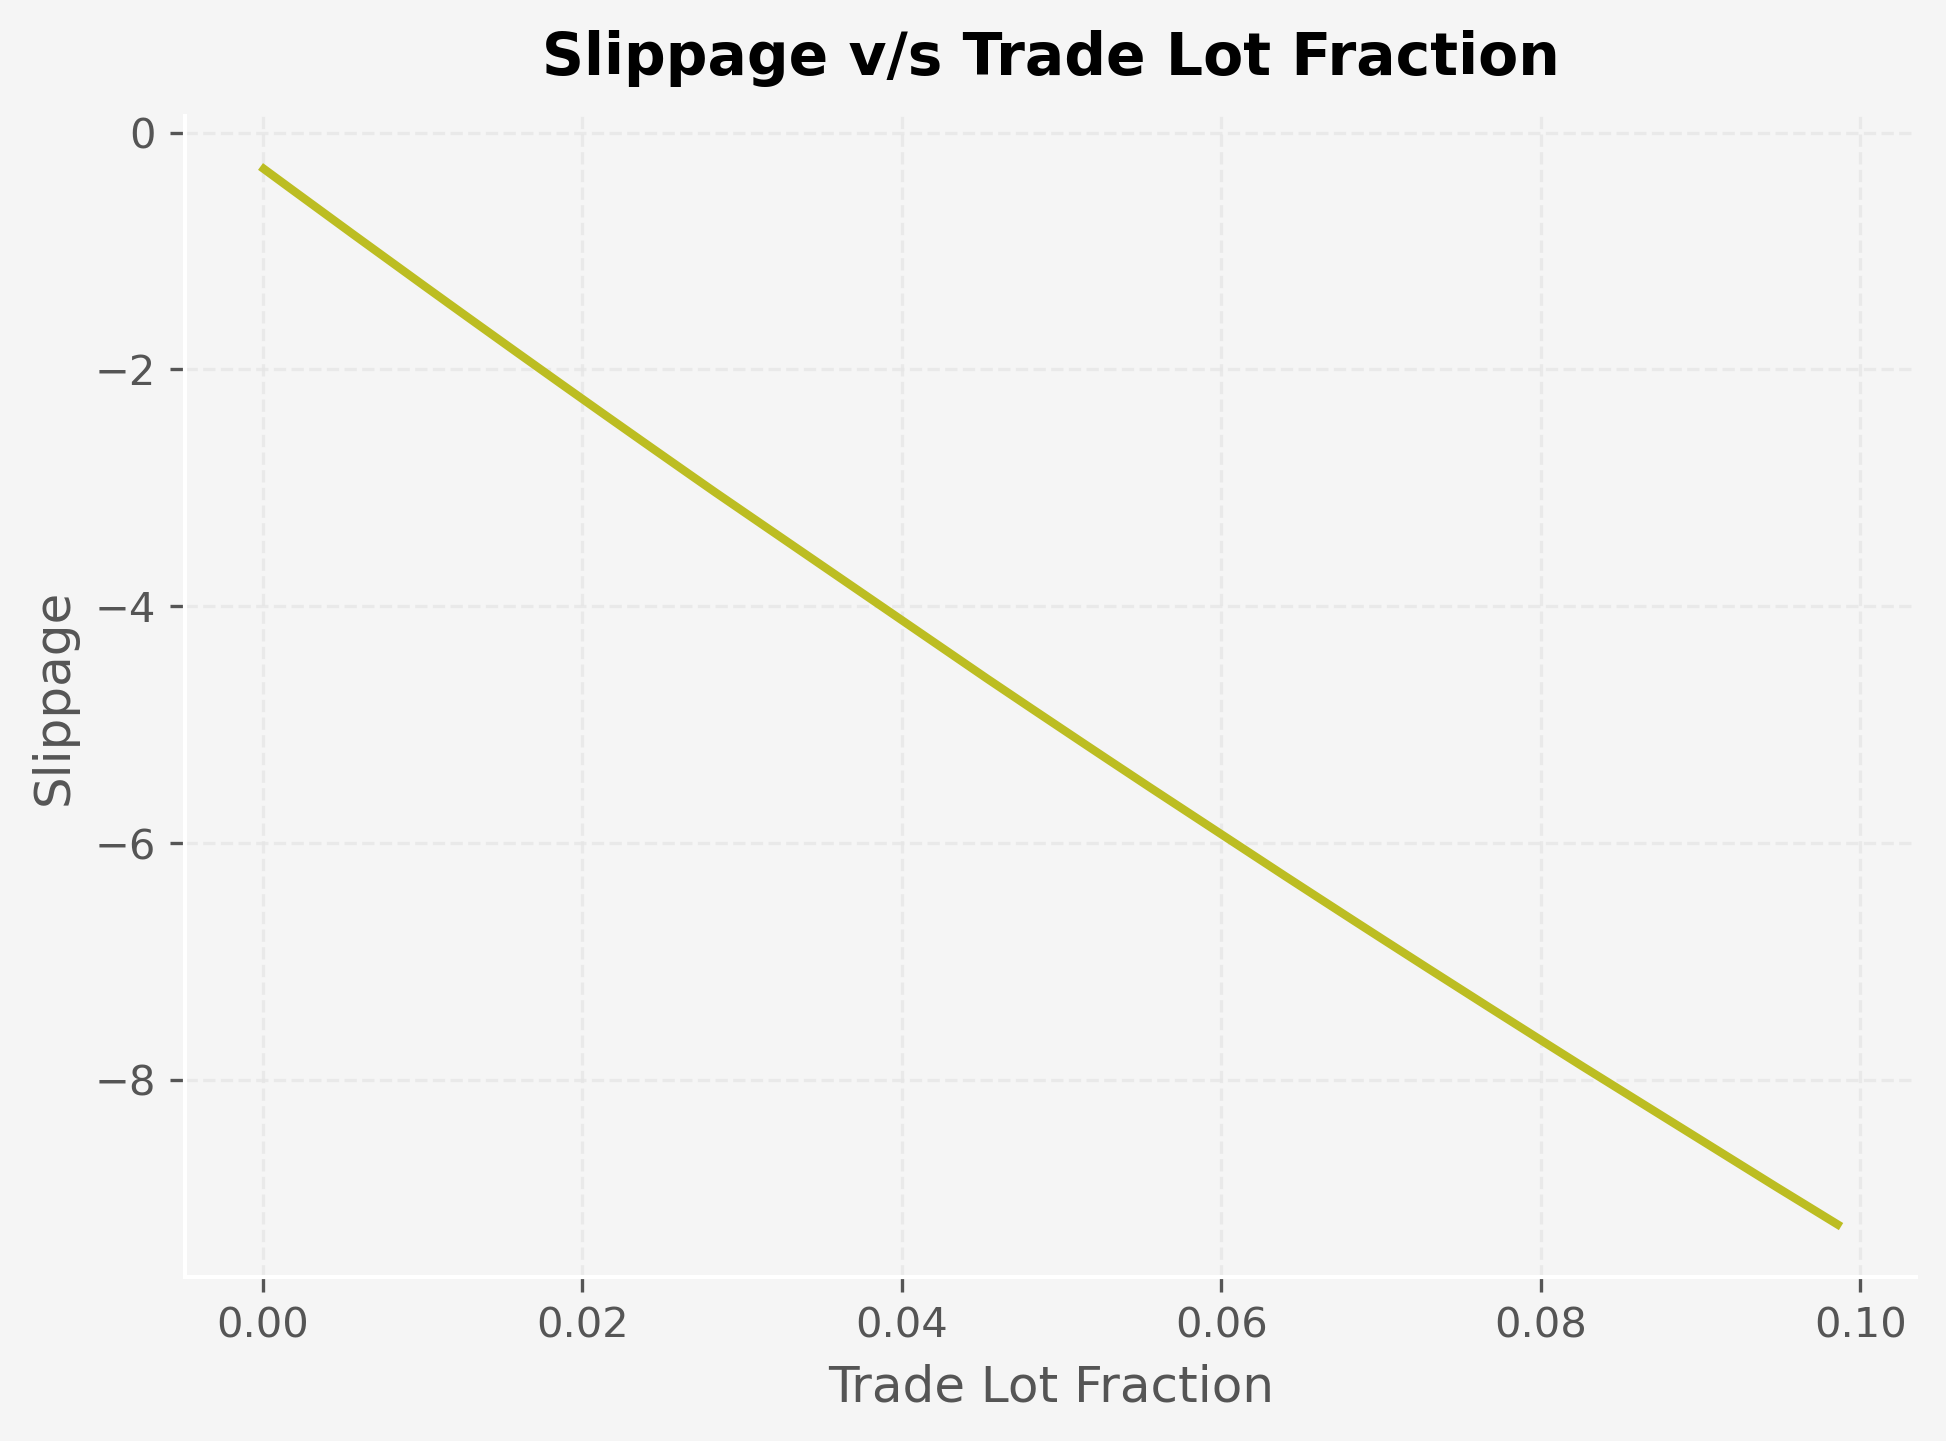 Slippage v/s Trade Lot Fraction
0
−2
−4
−6
−8
Slippage
0.00 0.02 0.04 0.06 0.08 0.10
Trade Lot Fraction